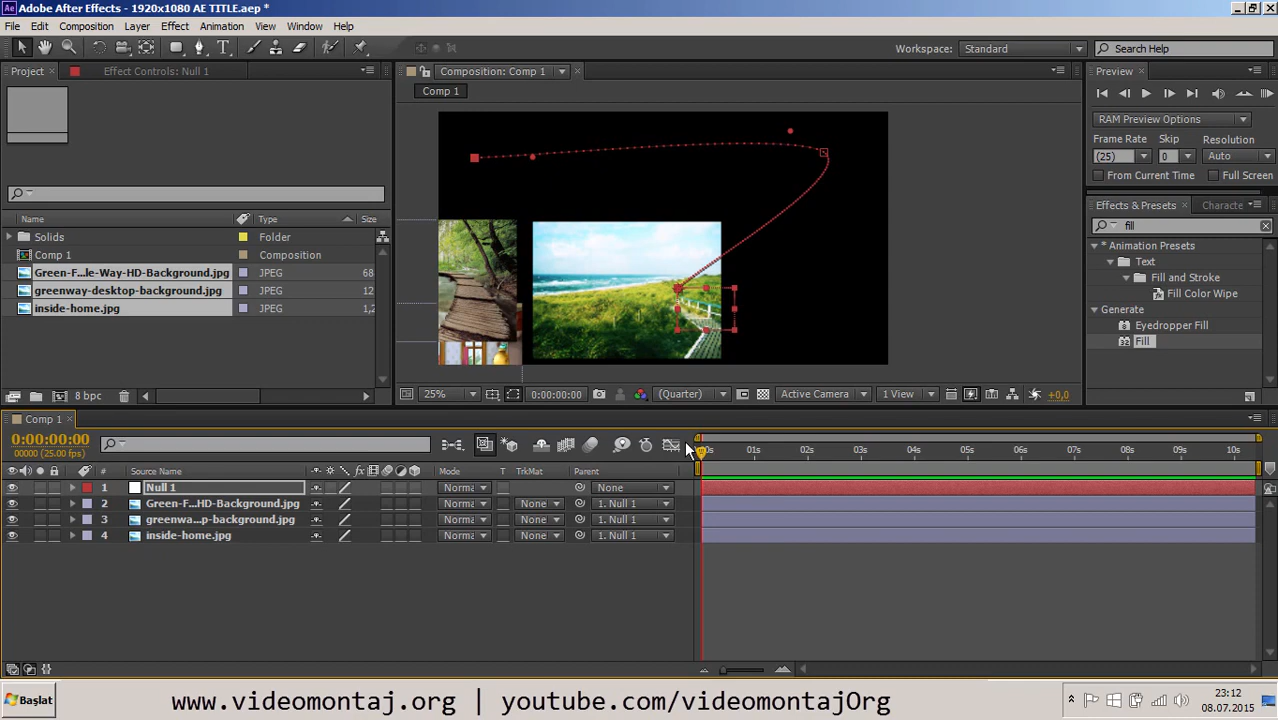 Adobe After Effects - 1920x1080 AE TITLE.aep *
File Edit Composition Layer Effect Animation View Window Help
Workspace: Standard Search Help
Project Effect Controls: Null 1
Composition: Comp 1
Preview
Comp 1
RAM Preview Options
Frame Rate Skip Resolution
(25) 0 Auto
From Current Time Full Screen
Effects & Presets Characte
fill
Name Type Size
* Animation Presets
Solids Folder
Text
Comp 1 Composition
Fill and Stroke
Green-F...le-Way-HD-Background.jpg JPEG 68
Fill Color Wipe
greenway-desktop-background.jpg JPEG 12
Generate
inside-home.jpg JPEG 1,2
Eyedropper Fill
Fill
8 bpc
25% 0:00:00:00 (Quarter) Active Camera 1 View +0,0
Comp 1
0:00:00:00
00000 (25.00 fps)
00s 01s 02s 03s 04s 05s 06s 07s 08s 09s 10s
# Source Name Mode T TrkMat Parent
1 Null 1 Norma None
2 Green-F...HD-Background.jpg Norma None 1. Null 1
3 greenwa...p-background.jpg Norma None 1. Null 1
4 inside-home.jpg Norma None 1. Null 1
Başlat
www.videomontaj.org | youtube.com/videomontajOrg
23:12
08.07.2015